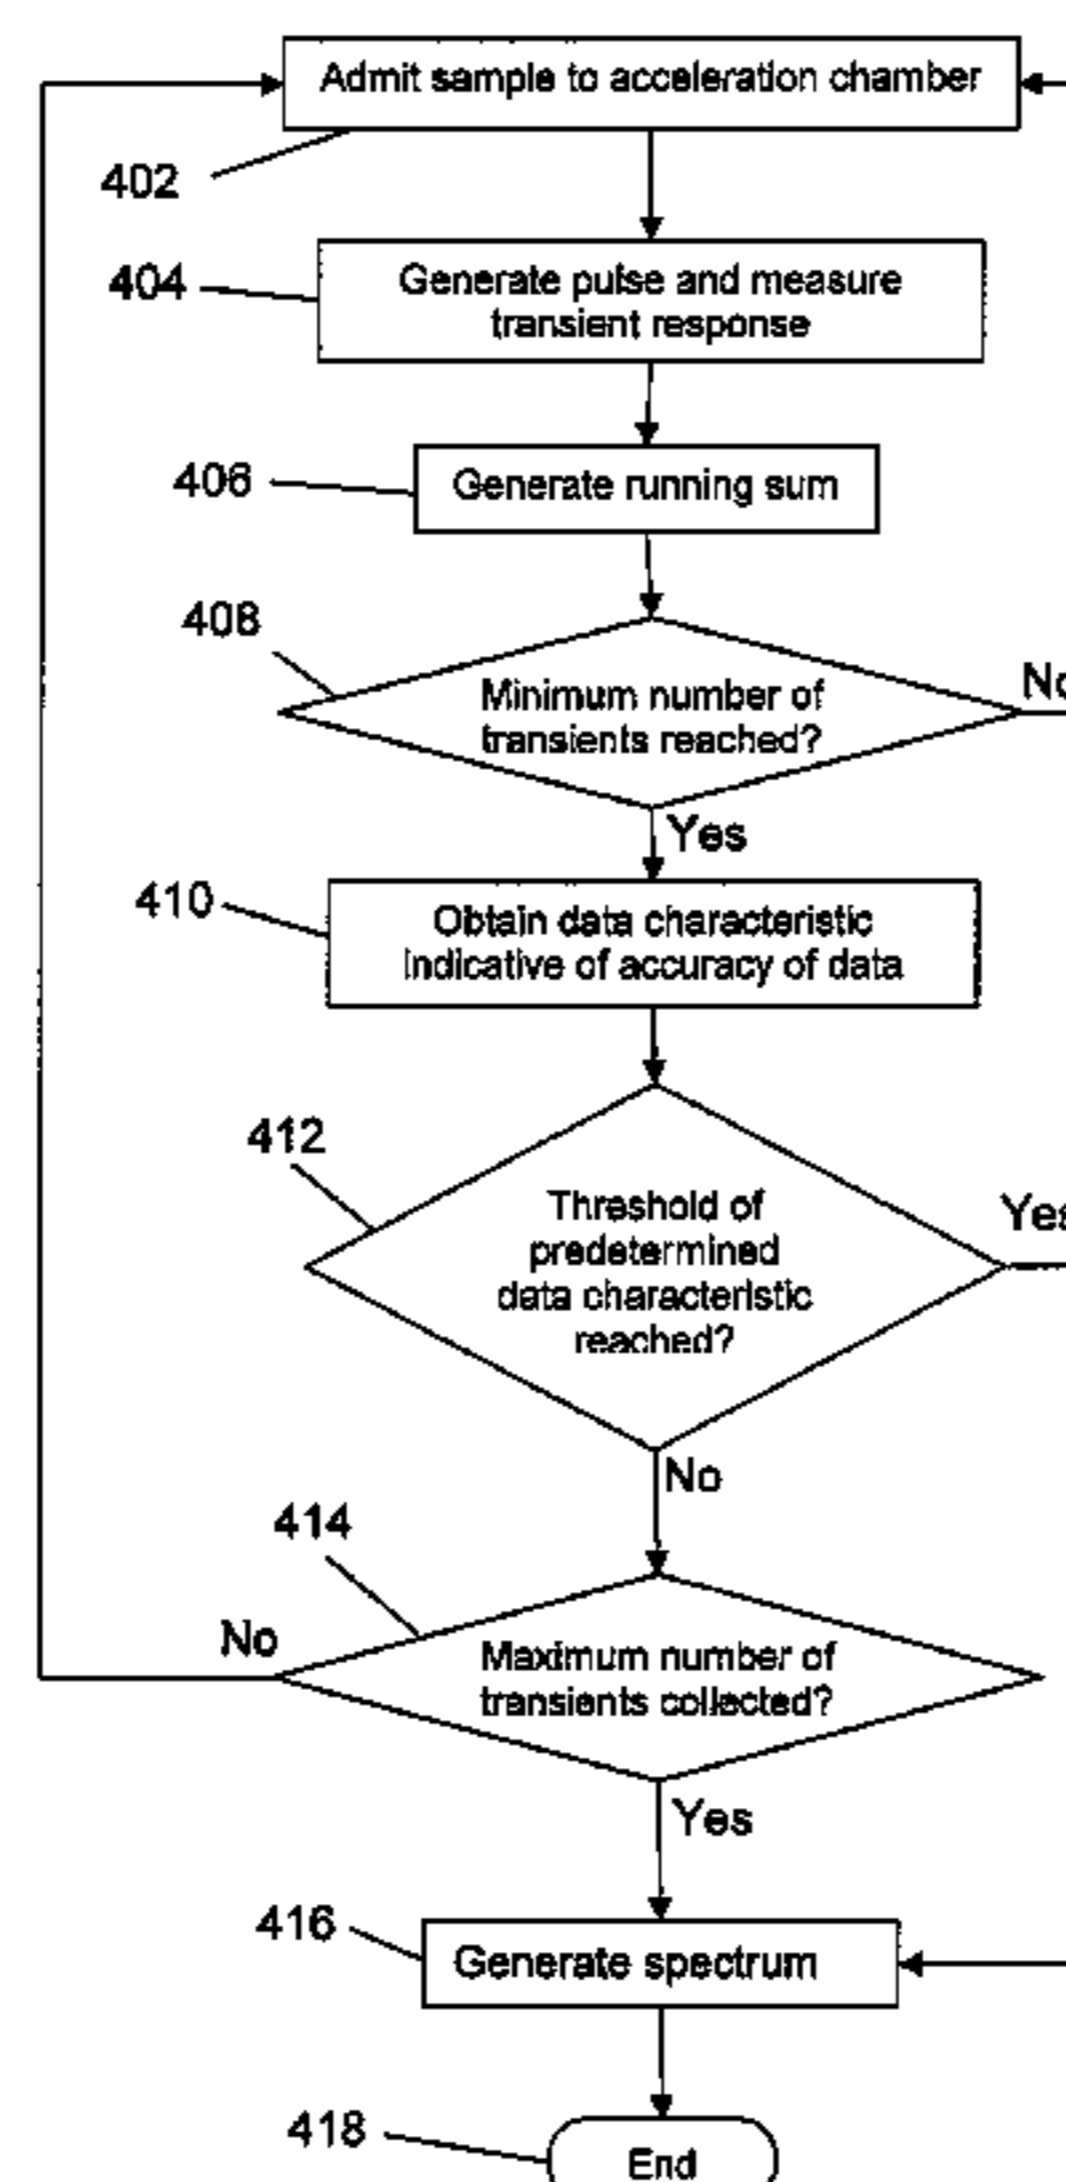 Admit sample to acceleration chamber
402
404
Generate pulse and measure
transient response
406
Generate running sum
408
Minimum number of
transients reached?
No
Yes
410
Obtain data characteristic
indicative of accuracy of data
412
Threshold of
predetermined
data characteristic
reached?
Yes
No
414
No
Maximum number of
transients collected?
Yes
416
Generate spectrum
418
End